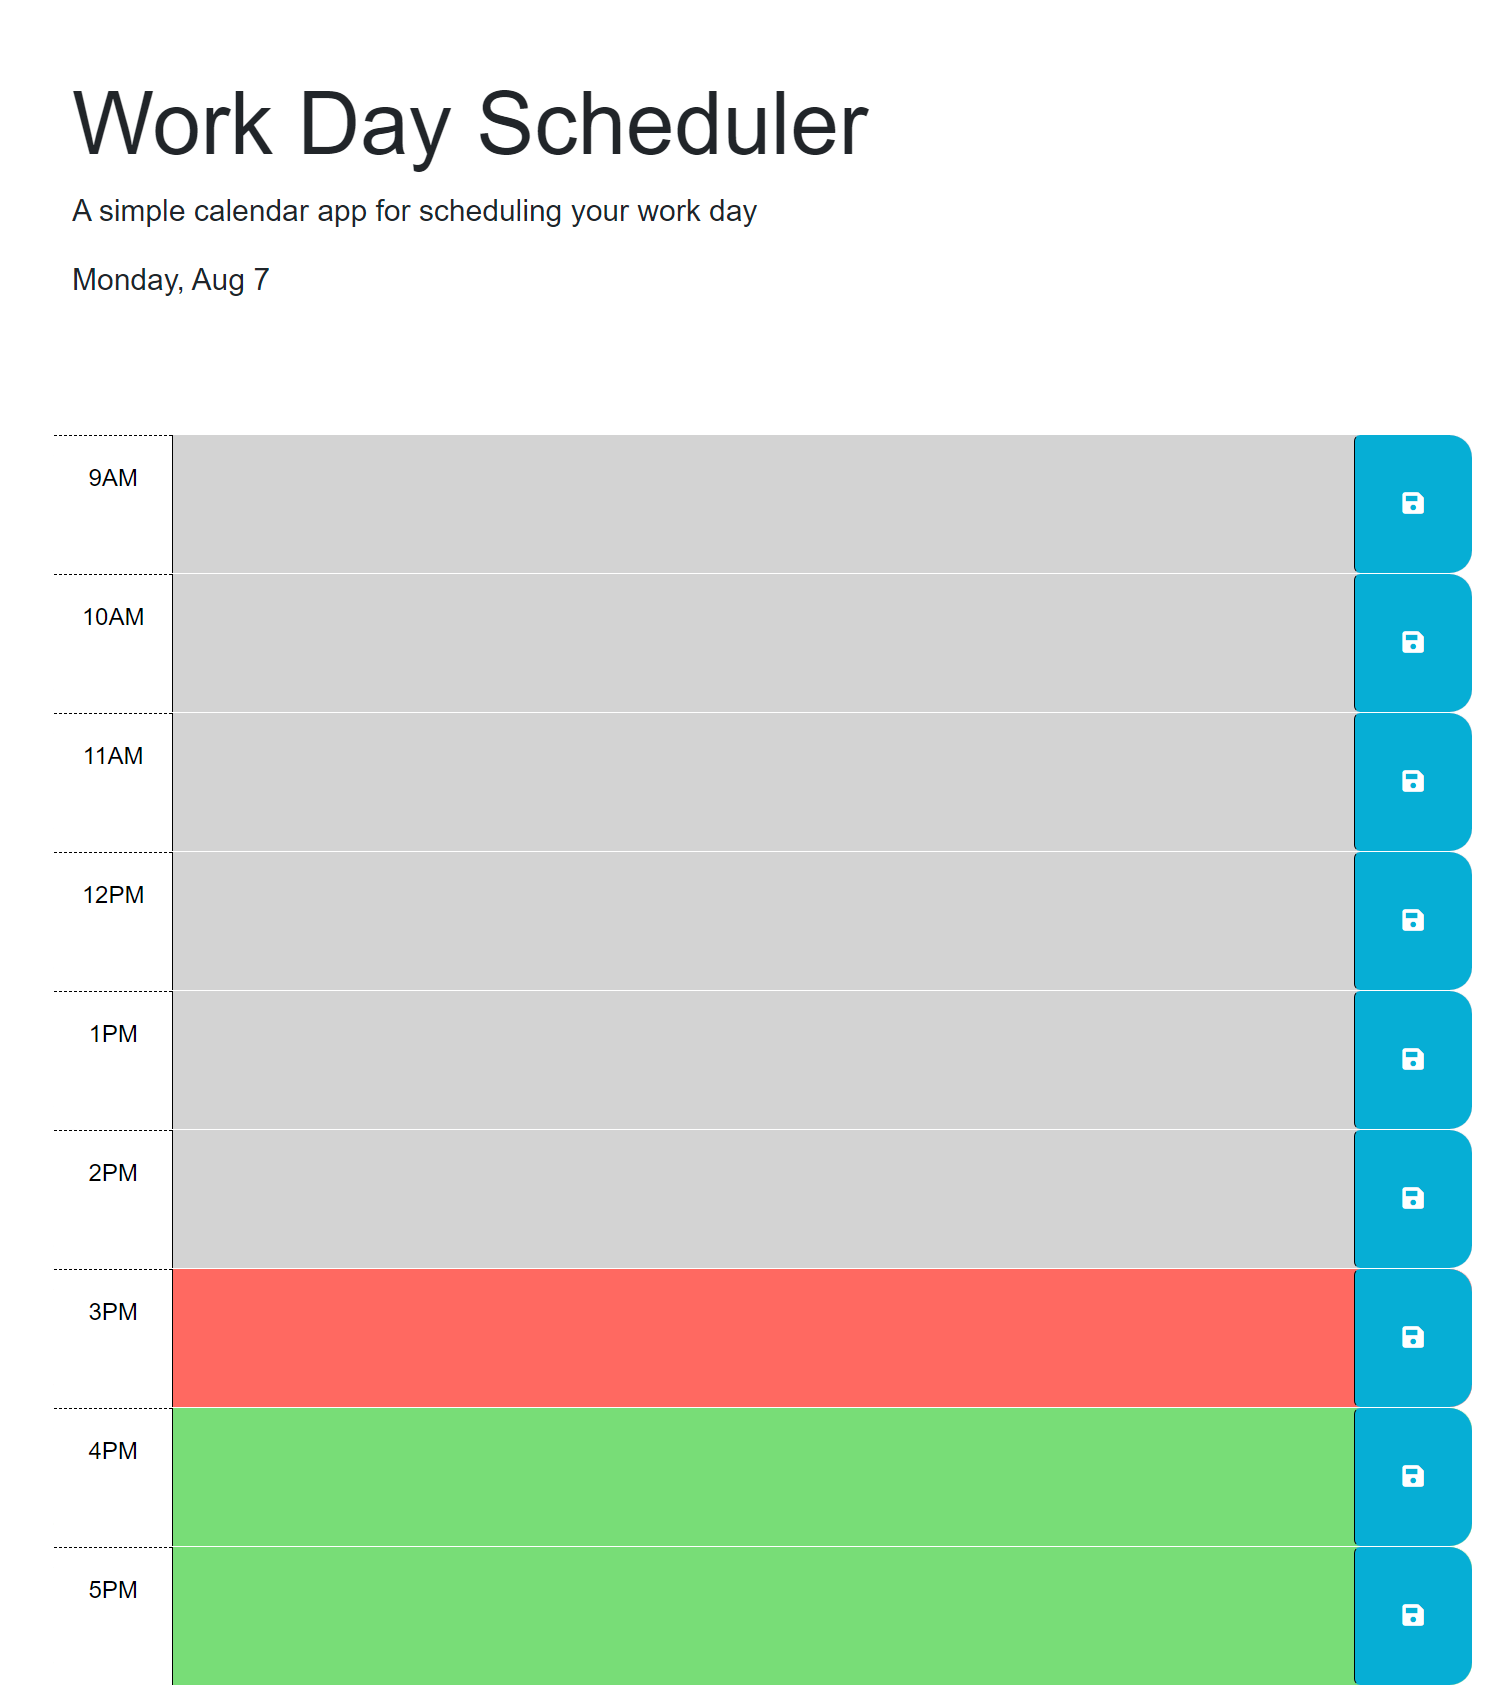 Work Day Scheduler
A simple calendar app for scheduling your work day
Monday, Aug 7
9AM
10AM
11AM
12PM
1PM
2PM
3PM
4PM
5PM